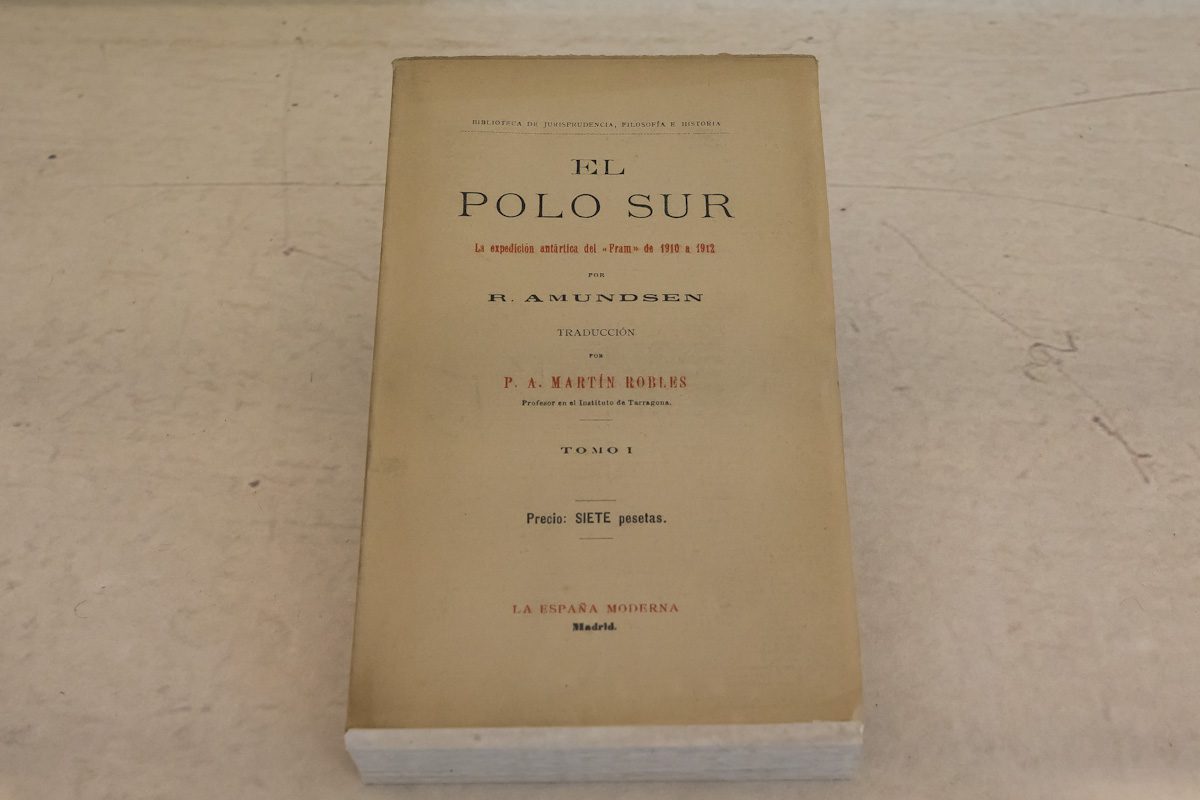 BIBLIOTECA DE JURISPRUDENCIA, FILOSOFÍA E HISTORIA
EL
POLO SUR
La expedición antártica del «Fram» de 1910 a 1912
POR
R. AMUNDSEN
TRADUCCIÓN
POR
P. A. MARTÍN ROBLES
Profesor en el Instituto de Tarragona.
TOMO I
Precio: SIETE pesetas.
LA ESPAÑA MODERNA
Madrid.